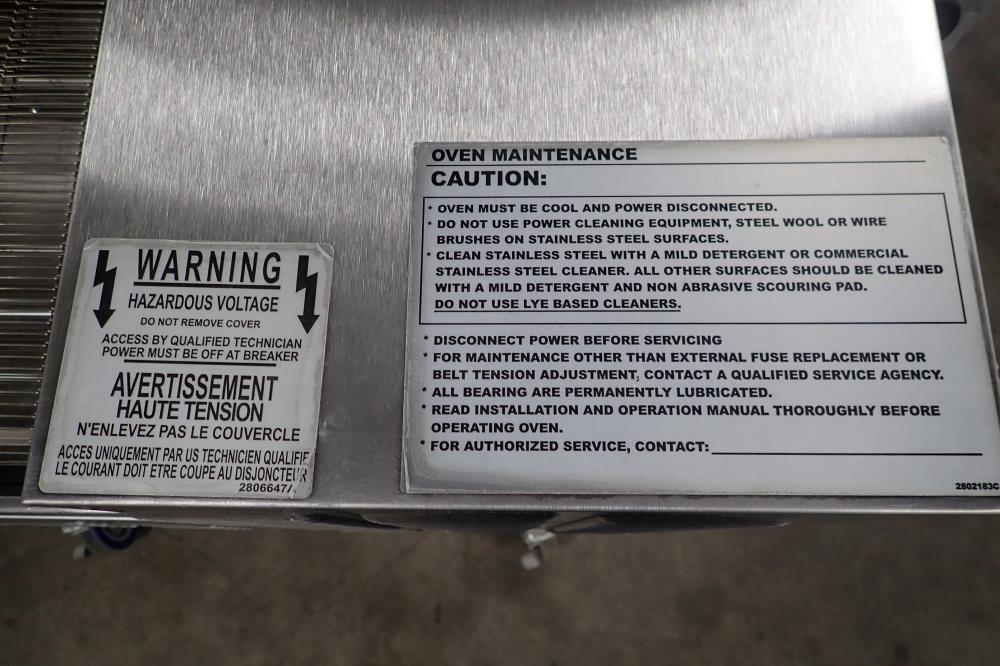 WARNING
HAZARDOUS VOLTAGE
DO NOT REMOVE COVER
ACCESS BY QUALIFIED TECHNICIAN
POWER MUST BE OFF AT BREAKER
AVERTISSEMENT
HAUTE TENSION
N'ENLEVEZ PAS LE COUVERCLE
ACCES UNIQUEMENT PAR US TECHNICIEN QUALIFIE
LE COURANT DOIT ETRE COUPE AU DISJONCTEUR
2806647A
OVEN MAINTENANCE
CAUTION:
* OVEN MUST BE COOL AND POWER DISCONNECTED.
* DO NOT USE POWER CLEANING EQUIPMENT, STEEL WOOL OR WIRE
BRUSHES ON STAINLESS STEEL SURFACES.
* CLEAN STAINLESS STEEL WITH A MILD DETERGENT OR COMMERCIAL
STAINLESS STEEL CLEANER. ALL OTHER SURFACES SHOULD BE CLEANED
WITH A MILD DETERGENT AND NON ABRASIVE SCOURING PAD.
DO NOT USE LYE BASED CLEANERS.
* DISCONNECT POWER BEFORE SERVICING
* FOR MAINTENANCE OTHER THAN EXTERNAL FUSE REPLACEMENT OR
BELT TENSION ADJUSTMENT, CONTACT A QUALIFIED SERVICE AGENCY.
* ALL BEARING ARE PERMANENTLY LUBRICATED.
* READ INSTALLATION AND OPERATION MANUAL THOROUGHLY BEFORE
OPERATING OVEN.
* FOR AUTHORIZED SERVICE, CONTACT:
2802183C